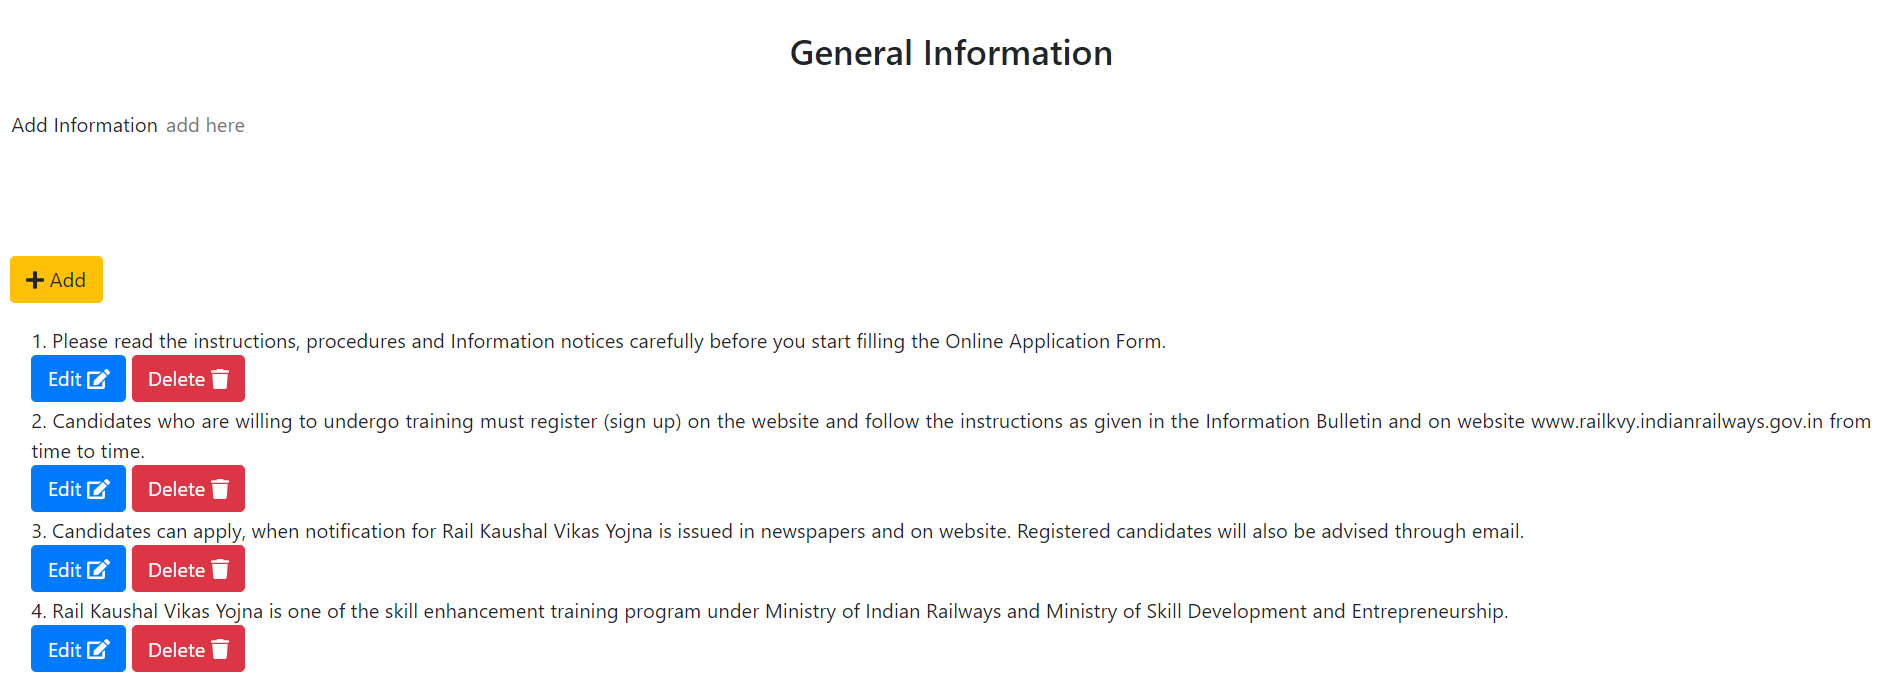 General Information
Add Information add here
Add
1. Please read the instructions, procedures and Information notices carefully before you start filling the Online Application Form.
Edit Delete
2. Candidates who are willing to undergo training must register (sign up) on the website and follow the instructions as given in the Information Bulletin and on website www.railkvy.indianrailways.gov.in from
time to time.
Edit Delete
3. Candidates can apply, when notification for Rail Kaushal Vikas Yojna is issued in newspapers and on website. Registered candidates will also be advised through email.
Edit Delete
4. Rail Kaushal Vikas Yojna is one of the skill enhancement training program under Ministry of Indian Railways and Ministry of Skill Development and Entrepreneurship.
Edit Delete